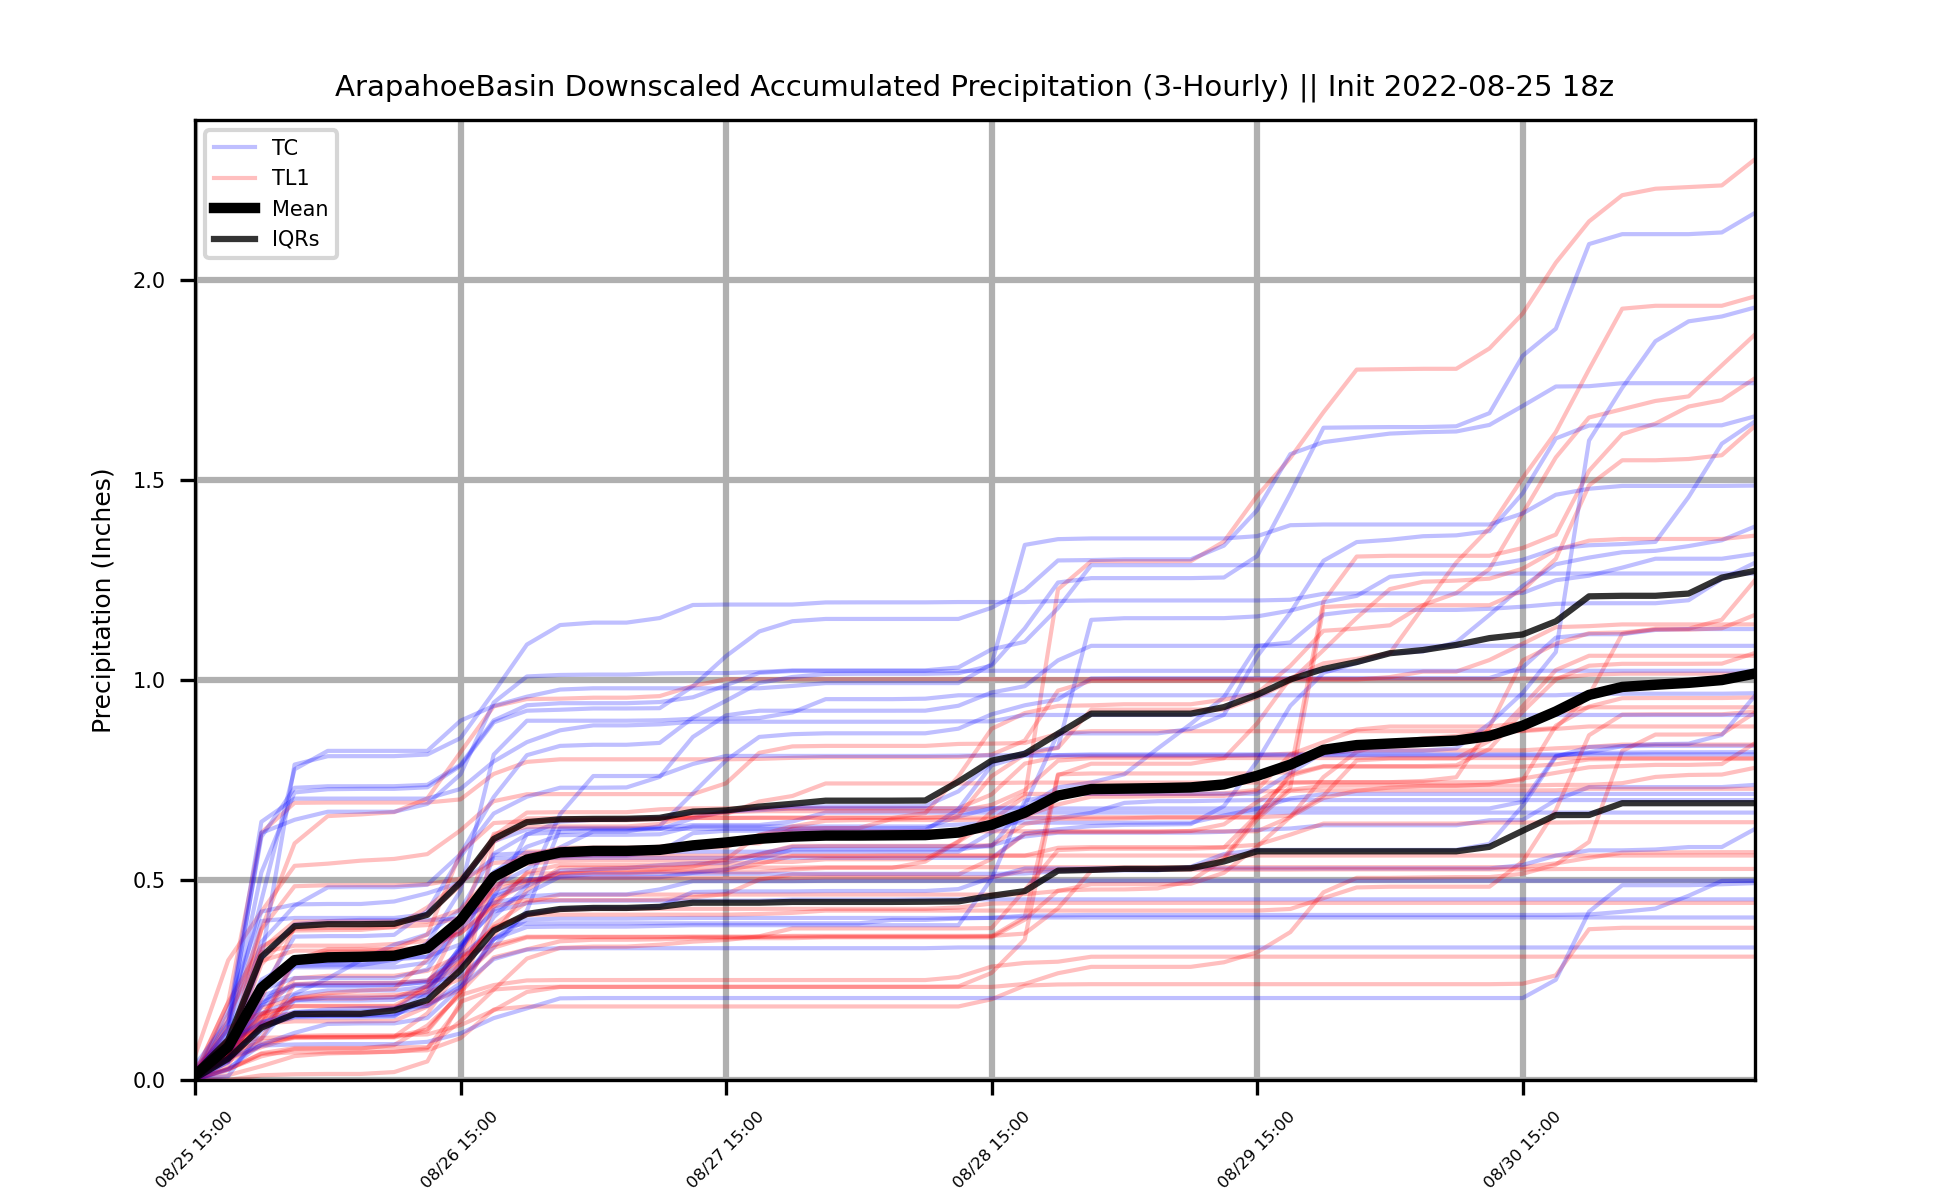 ArapahoeBasin Downscaled Accumulated Precipitation (3-Hourly) || Init 2022-08-25 18z
TC
TL1
Mean
IQRs
Precipitation (Inches)
2.0
1.5
1.0
0.5
0.0
08/25 15:00
08/26 15:00
08/27 15:00
08/28 15:00
08/29 15:00
08/30 15:00